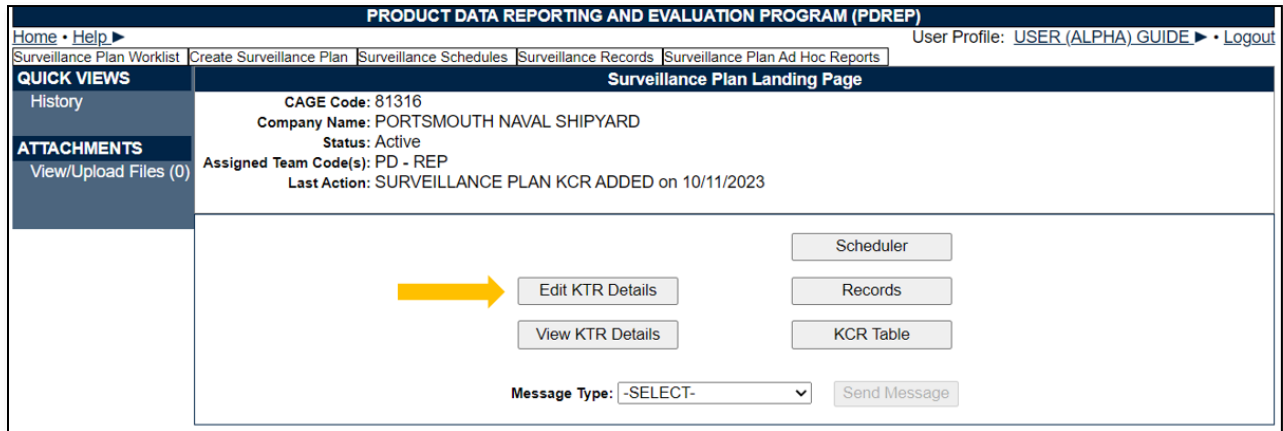 PRODUCT DATA REPORTING AND EVALUATION PROGRAM (PDREP)
Home • Help ▶ User Profile: USER (ALPHA) GUIDE ▶ • Logout
Surveillance Plan Worklist Create Surveillance Plan Surveillance Schedules Surveillance Records Surveillance Plan Ad Hoc Reports
QUICK VIEWS
History
ATTACHMENTS
View/Upload Files (0)
Surveillance Plan Landing Page
CAGE Code: 81316
Company Name: PORTSMOUTH NAVAL SHIPYARD
Status: Active
Assigned Team Code(s): PD - REP
Last Action: SURVEILLANCE PLAN KCR ADDED on 10/11/2023
Scheduler
Edit KTR Details Records
View KTR Details KCR Table
Message Type: -SELECT- Send Message